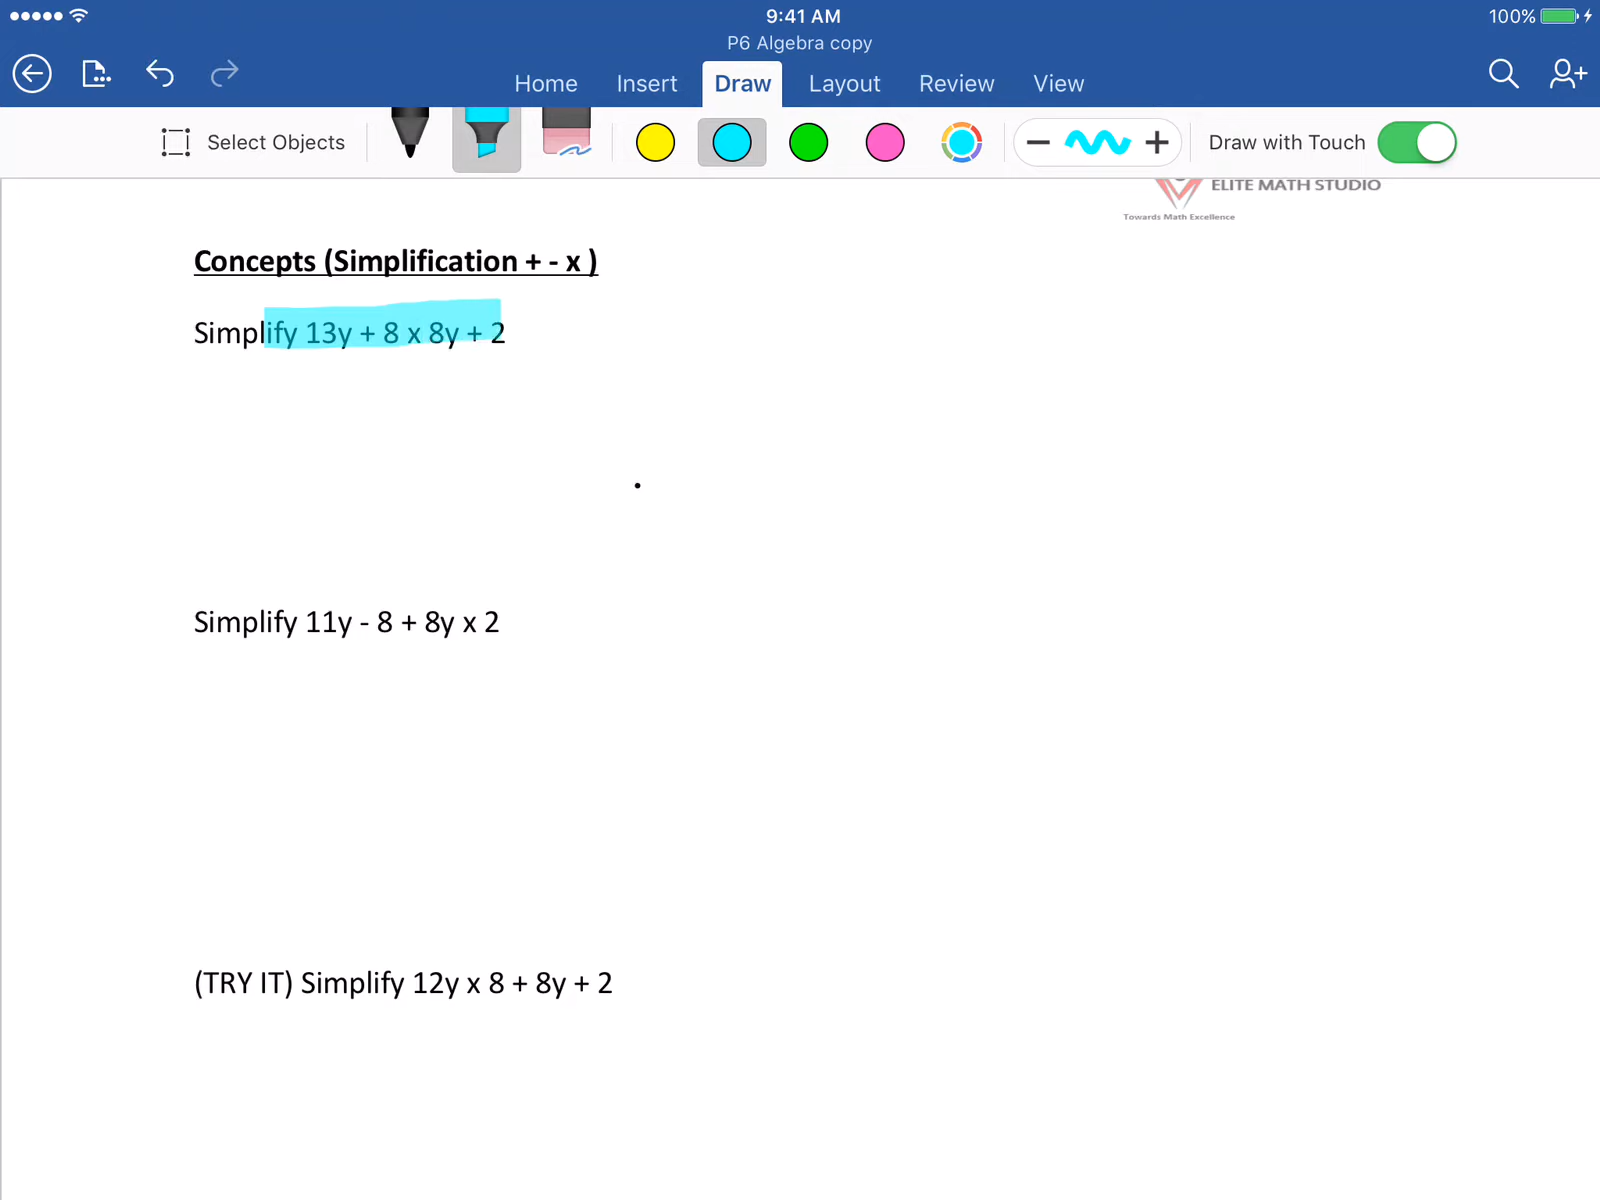 9:41 AM
100%
P6 Algebra copy
Home Insert Draw Layout Review View
Select Objects
Draw with Touch
ELITE MATH STUDIO
Towards Math Excellence
Concepts (Simplification + - x )
Simplify 13y + 8 x 8y + 2
Simplify 11y - 8 + 8y x 2
(TRY IT) Simplify 12y x 8 + 8y + 2